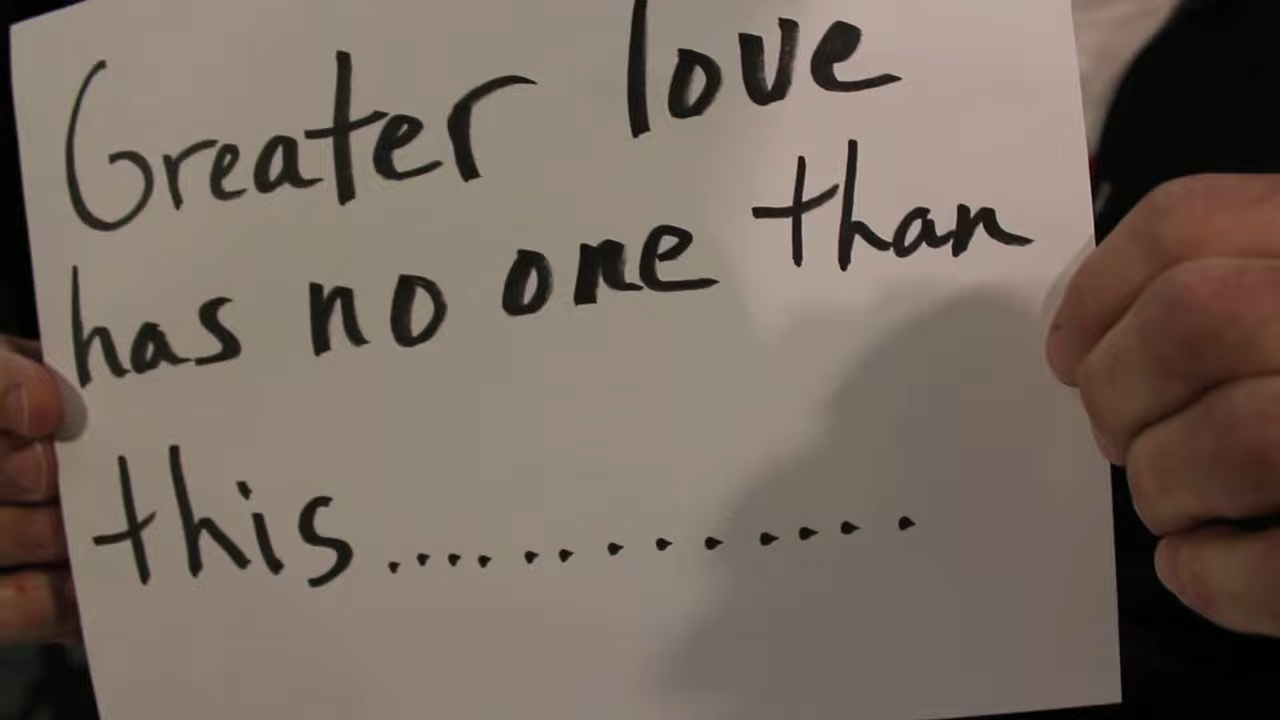 Greater love
has no one than
this.............